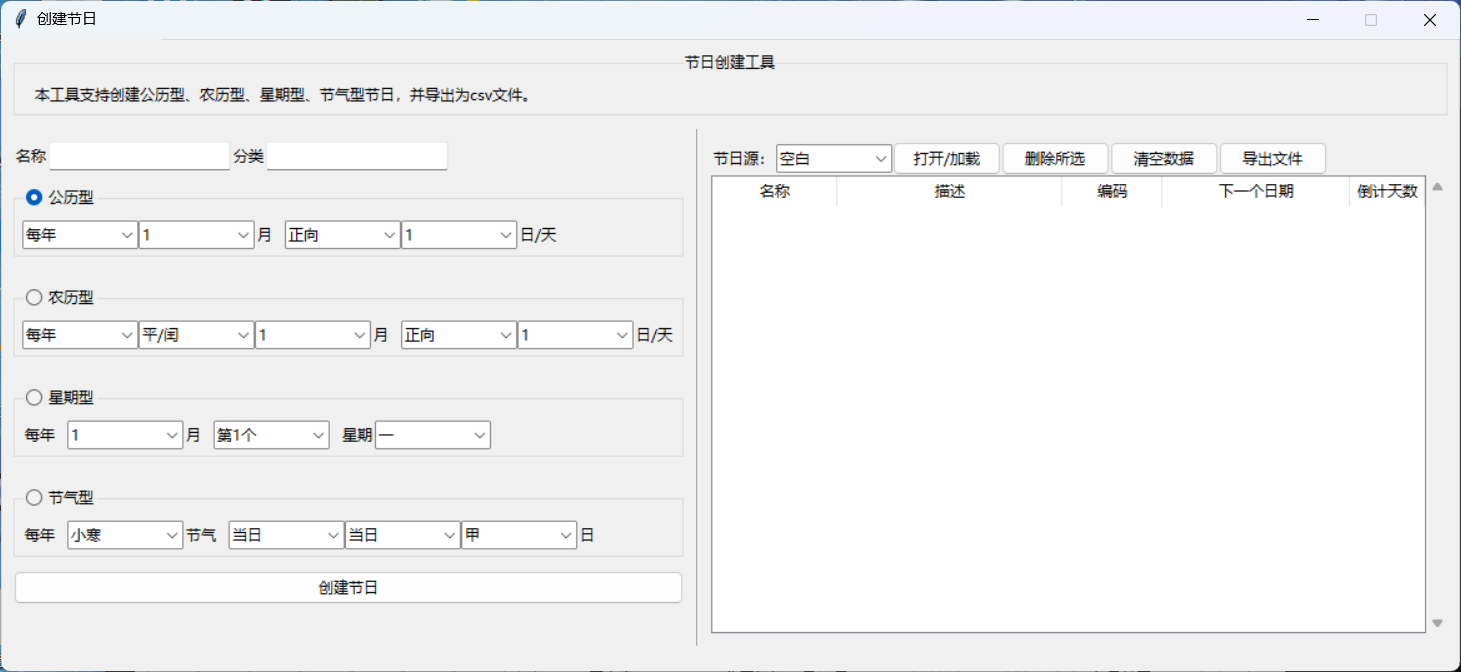 创建节日
节日创建工具
本工具支持创建公历型、农历型、星期型、节气型节日，并导出为csv文件。
名称 分类
公历型
每年 1 月 正向 1 日/天
农历型
每年 平/闰 1 月 正向 1 日/天
星期型
每年 1 月 第1个 星期 一
节气型
每年 小寒 节气 当日 当日 甲 日
创建节日
节日源： 空白 打开/加载 删除所选 清空数据 导出文件
名称 描述 编码 下一个日期 倒计天数